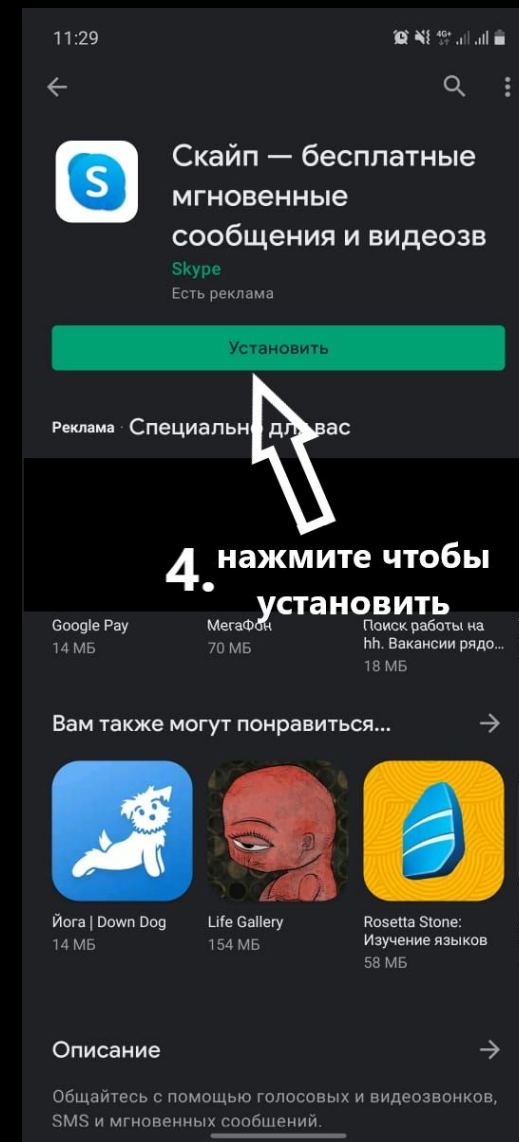 11:29
4G+
S
Скайп — бесплатные
мгновенные
сообщения и видеозв
Skype
Есть реклама
Установить
Реклама · Специально для вас
4. нажмите чтобы
установить
Google Pay
МегаФон
Поиск работы на
hh. Вакансии рядо...
14 МБ
70 МБ
18 МБ
Вам также могут понравиться...
Йога | Down Dog
Life Gallery
Rosetta Stone:
Изучение языков
14 МБ
154 МБ
58 МБ
Описание
Общайтесь с помощью голосовых и видеозвонков,
SMS и мгновенных сообщений.